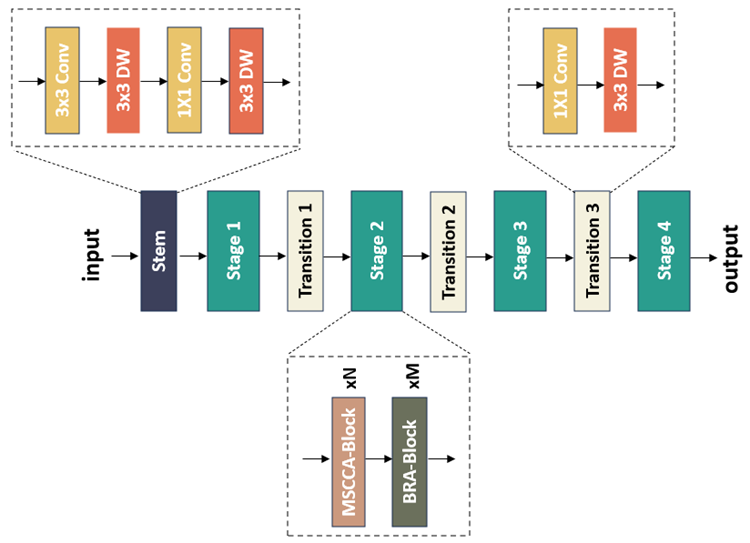 3x3 Conv
3x3 DW
1X1 Conv
3x3 DW
1X1 Conv
3x3 DW
input
Stem
Stage 1
Transition 1
Stage 2
Transition 2
Stage 3
Transition 3
Stage 4
output
MSCCA-Block
xN
BRA-Block
xM